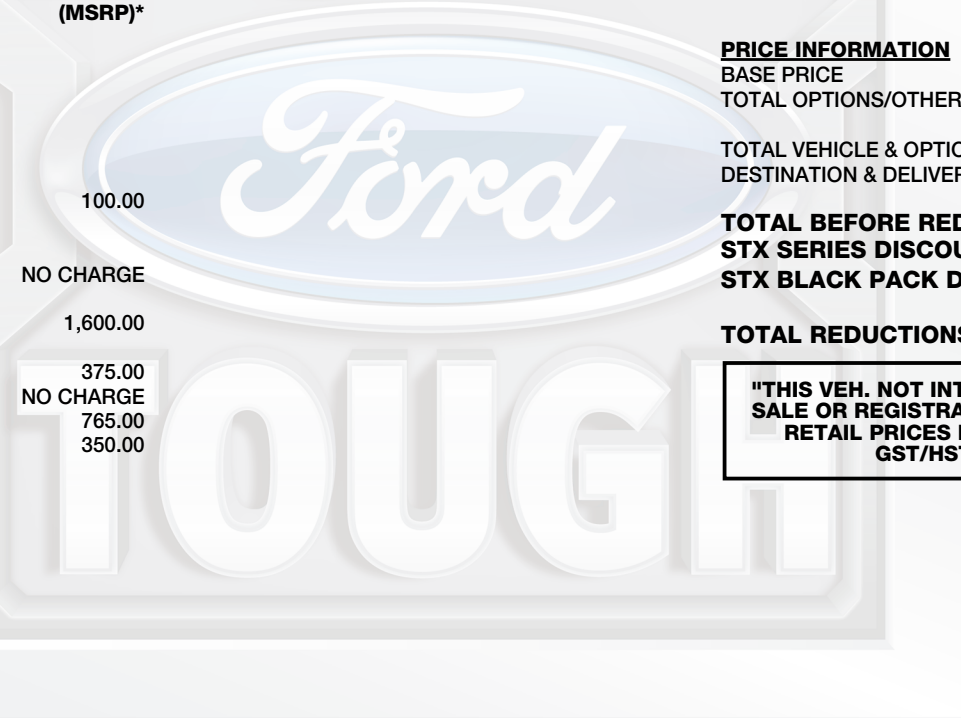 (MSRP)*
100.00
NO CHARGE
1,600.00
375.00
NO CHARGE
765.00
350.00
Ford
TOUGH
PRICE INFORMATION
BASE PRICE
TOTAL OPTIONS/OTHER
TOTAL VEHICLE & OPTIO
DESTINATION & DELIVER
TOTAL BEFORE RED
STX SERIES DISCOU
STX BLACK PACK D
TOTAL REDUCTIONS
"THIS VEH. NOT INT
SALE OR REGISTRA
RETAIL PRICES
GST/HST